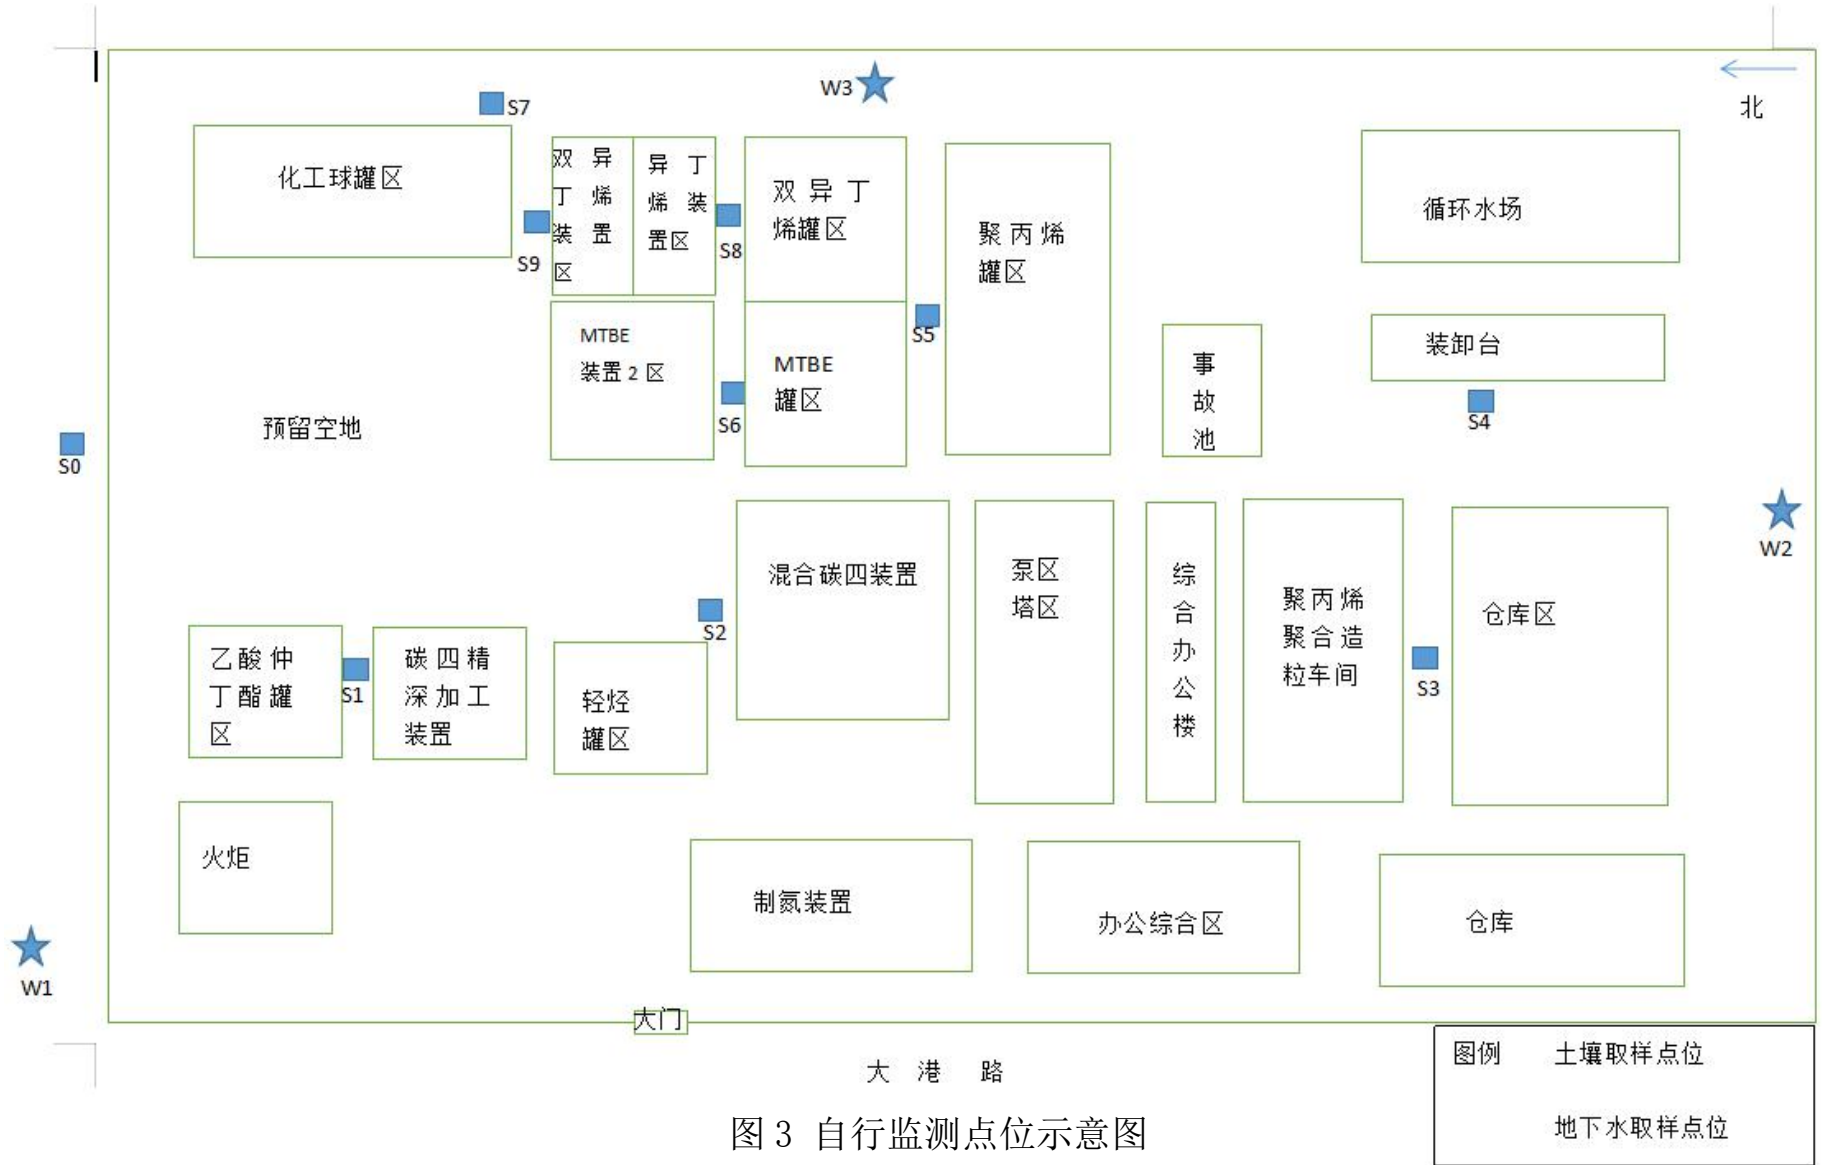 W3
北
S7
化工球罐区
双 异
丁 烯
装 置
区
异 丁
烯 装
置区
双 异 丁
烯罐区
聚 丙 烯
罐区
循环水场
S9
S8
MTBE
装置 2 区
MTBE
罐区
S5
S6
事
故
池
装卸台
S4
预留空地
S0
W2
混合碳四装置
泵区
塔区
综
合
办
公
楼
聚 丙 烯
聚 合 造
粒车间
仓库区
S2
S3
乙 酸 仲
丁 酯 罐
区
S1
碳 四 精
深 加 工
装置
轻烃
罐区
火炬
制氮装置
办公综合区
仓库
W1
大门
大 港 路
图例 土壤取样点位
地下水取样点位
图 3 自行监测点位示意图